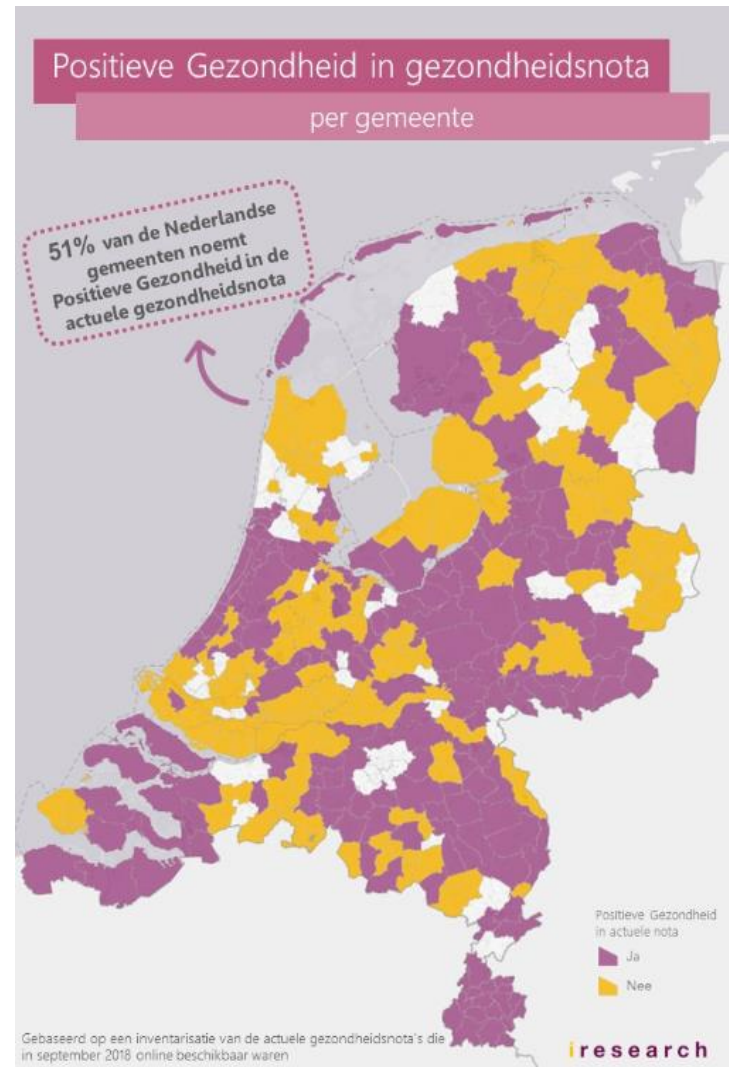 Positieve Gezondheid in gezondheidsnota
per gemeente
51% van de Nederlandse
gemeenten noemt
Positieve Gezondheid in de
actuele gezondheidsnota
Positieve Gezondheid
in actuele nota
Ja
Nee
Gebaseerd op een inventarisatie van de actuele gezondheidsnota's die
in september 2018 online beschikbaar waren
iresearch